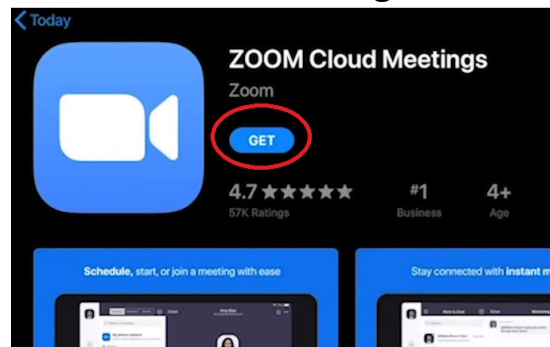 Today
ZOOM Cloud Meetings
Zoom
GET
4.7 ★★★★★ #1 4+
57K Ratings Business Age
Schedule, start, or join a meeting with ease
Stay connected with instant